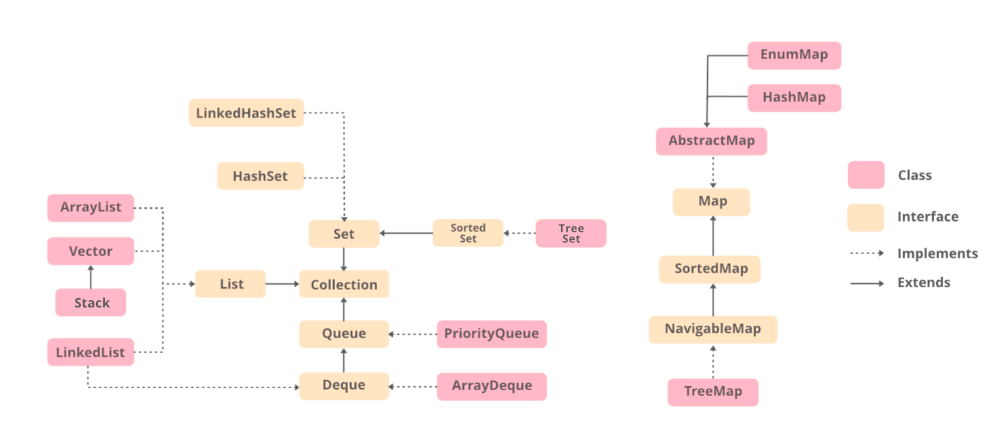 EnumMap
HashMap
LinkedHashSet
AbstractMap
HashSet
Class
ArrayList
Map
Interface
Set
Sorted
Set
Tree
Set
Vector
Implements
List
Collection
SortedMap
Extends
Stack
Queue
PriorityQueue
NavigableMap
LinkedList
Deque
ArrayDeque
TreeMap